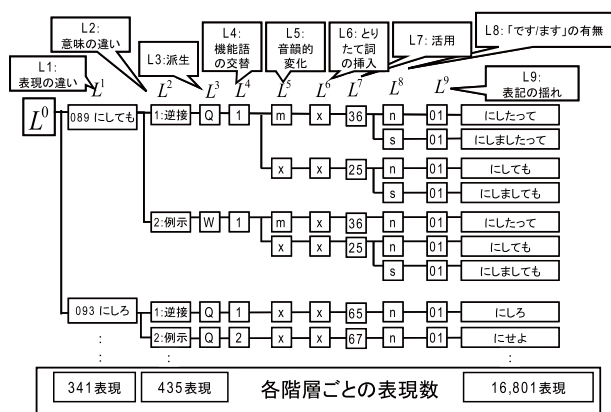 L1:
表現の違い
L2:
意味の違い
L3:派生
L4:
機能語
の交替
L5:
音韻的
変化
L6:とり
たて詞
の挿入
L7: 活用
L8:「です/ます」の有無
L9:
表記の揺れ
L¹ L² L³ L⁴ L⁵ L⁶ L⁷ L⁸ L⁹
L⁰
089 にしても 1:逆接 Q 1 m x 36 n 01 にしたって
s 01 にしましたって
x x 25 n 01 にしても
s 01 にしましても
2:例示 W 1 m x 36 n 01 にしたって
x x 25 n 01 にしても
s 01 にしましても
093 にしろ 1:逆接 Q 1 x x 65 n 01 にしろ
2:例示 Q 2 x x 67 n 01 にせよ
: : :
: :
341表現 435表現 各階層ごとの表現数 16,801表現